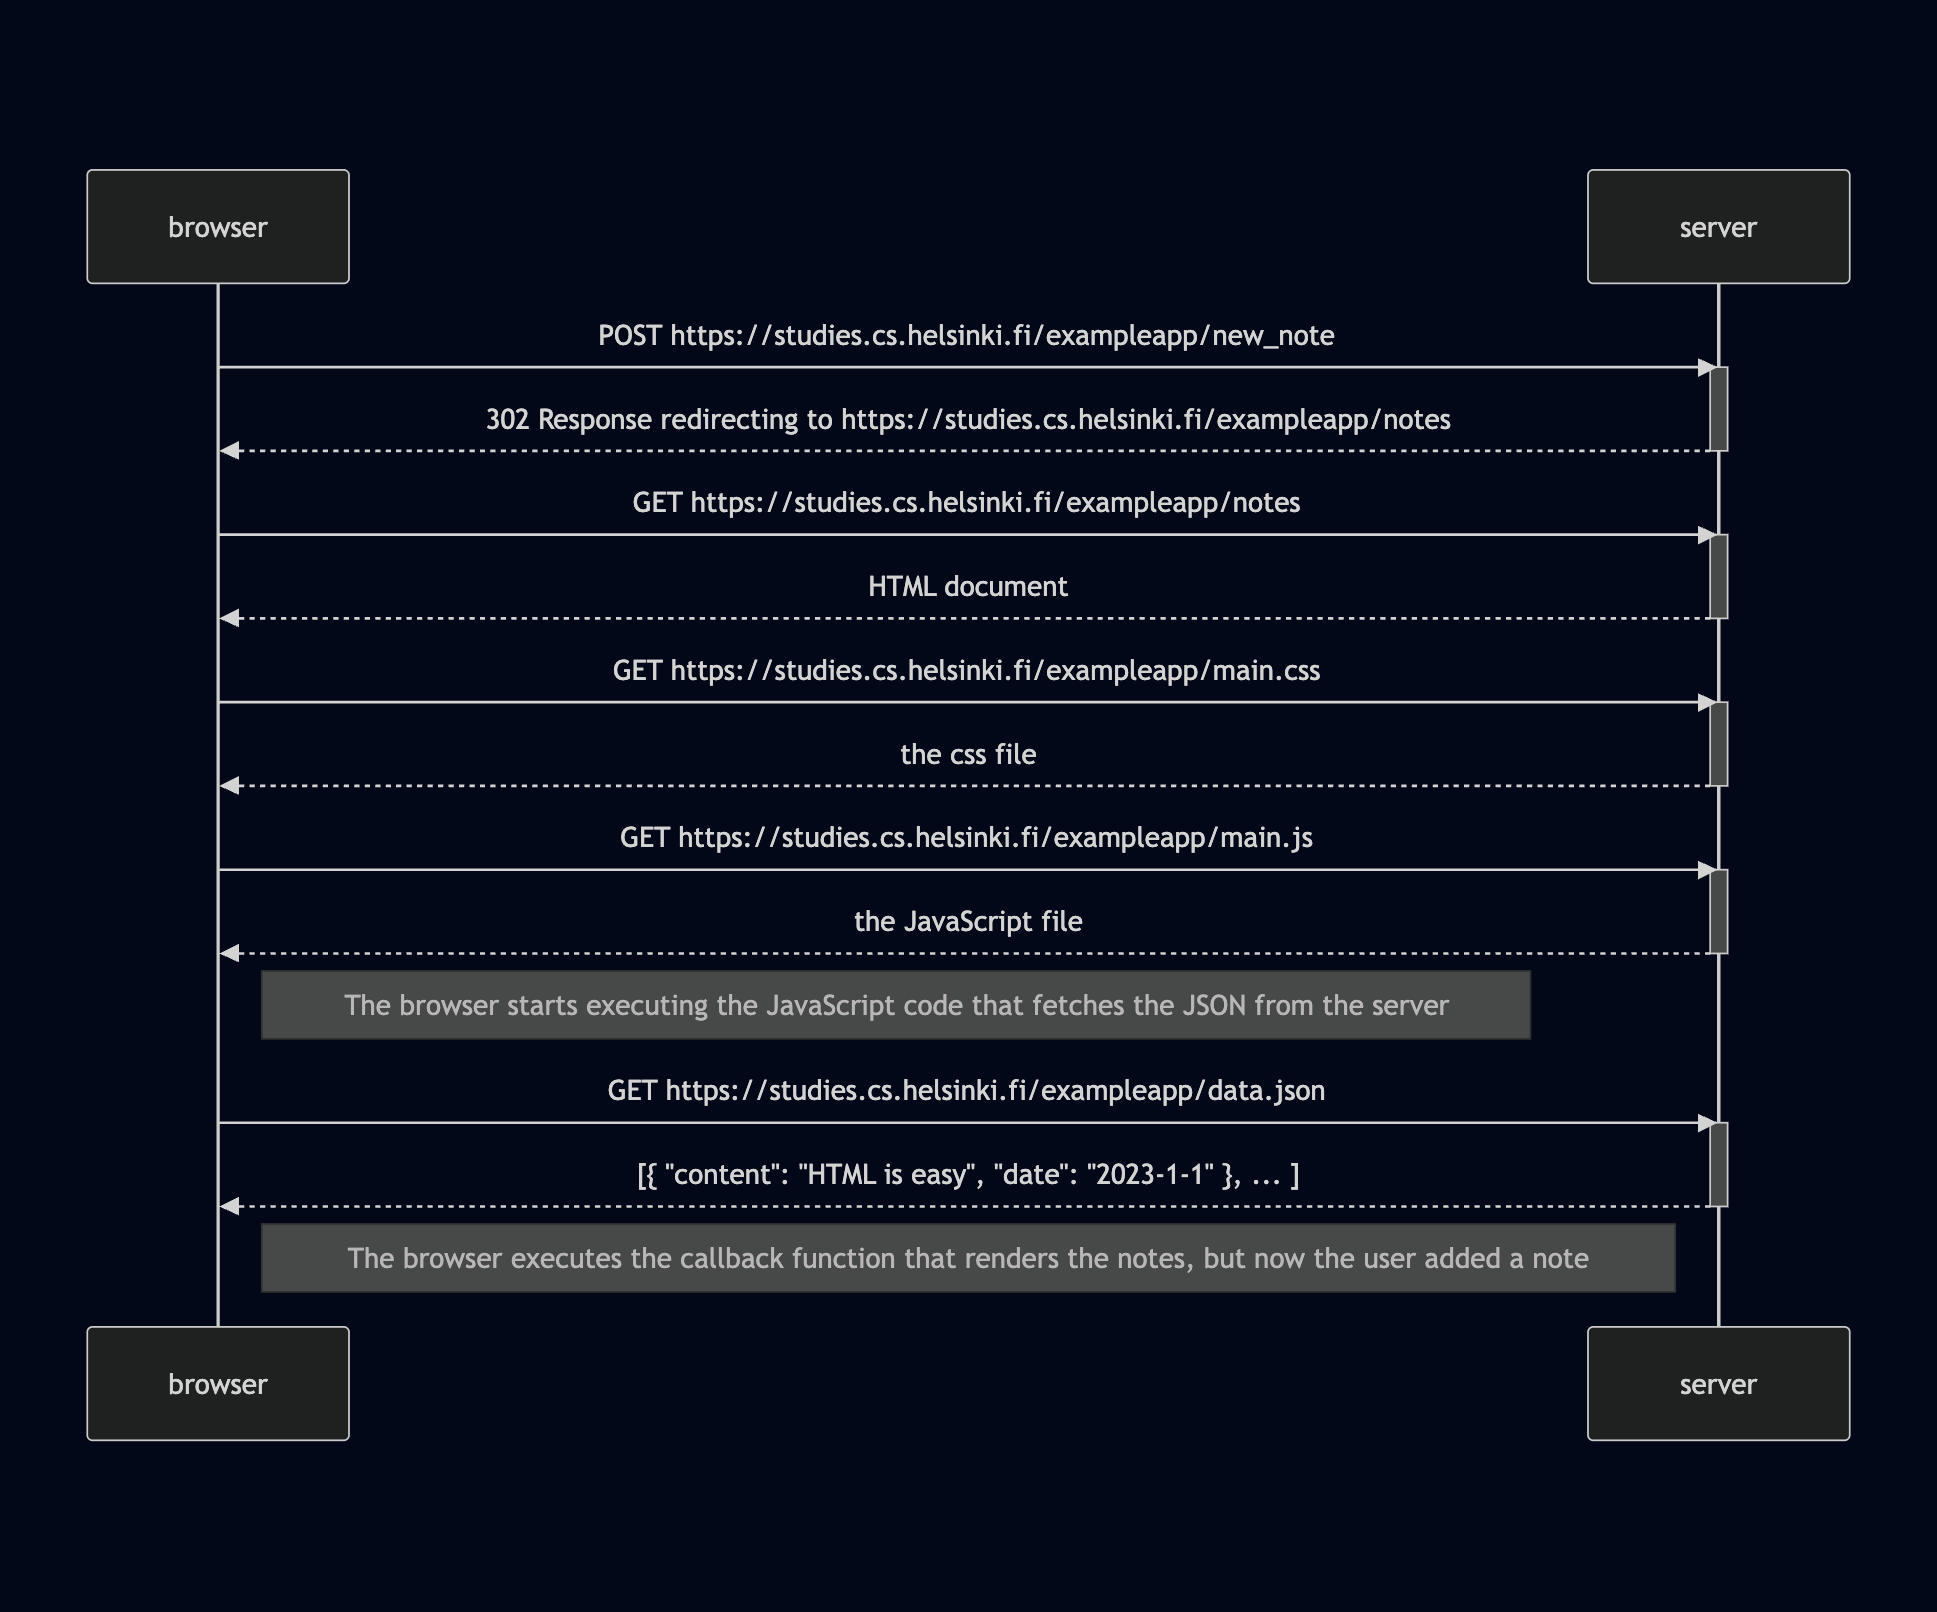 browser
server
POST https://studies.cs.helsinki.fi/exampleapp/new_note
302 Response redirecting to https://studies.cs.helsinki.fi/exampleapp/notes
GET https://studies.cs.helsinki.fi/exampleapp/notes
HTML document
GET https://studies.cs.helsinki.fi/exampleapp/main.css
the css file
GET https://studies.cs.helsinki.fi/exampleapp/main.js
the JavaScript file
The browser starts executing the JavaScript code that fetches the JSON from the server
GET https://studies.cs.helsinki.fi/exampleapp/data.json
[{ "content": "HTML is easy", "date": "2023-1-1" }, ... ]
The browser executes the callback function that renders the notes, but now the user added a note
browser
server